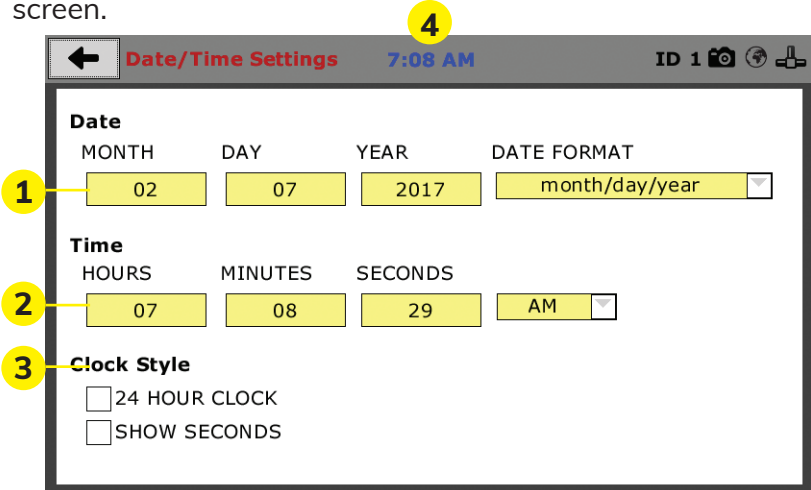 screen.
4
Date/Time Settings 7:08 AM ID 1
Date
MONTH DAY YEAR DATE FORMAT
1 02 07 2017 month/day/year
Time
HOURS MINUTES SECONDS
2 07 08 29 AM
3 Clock Style
24 HOUR CLOCK
SHOW SECONDS